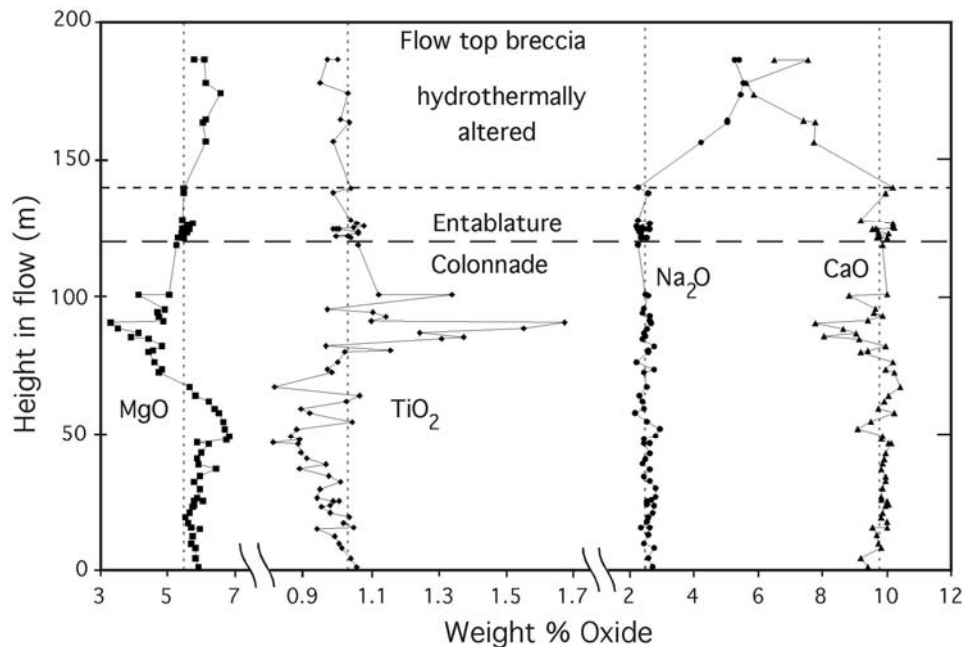 200
150
100
50
0
Height in flow (m)
Flow top breccia
hydrothermally
altered
Entablature
Colonnade
MgO
TiO2
Na2O
CaO
3 7 0.9 1.1 1.3 1.5 1.7 2 4 6 8 10 12
Weight % Oxide